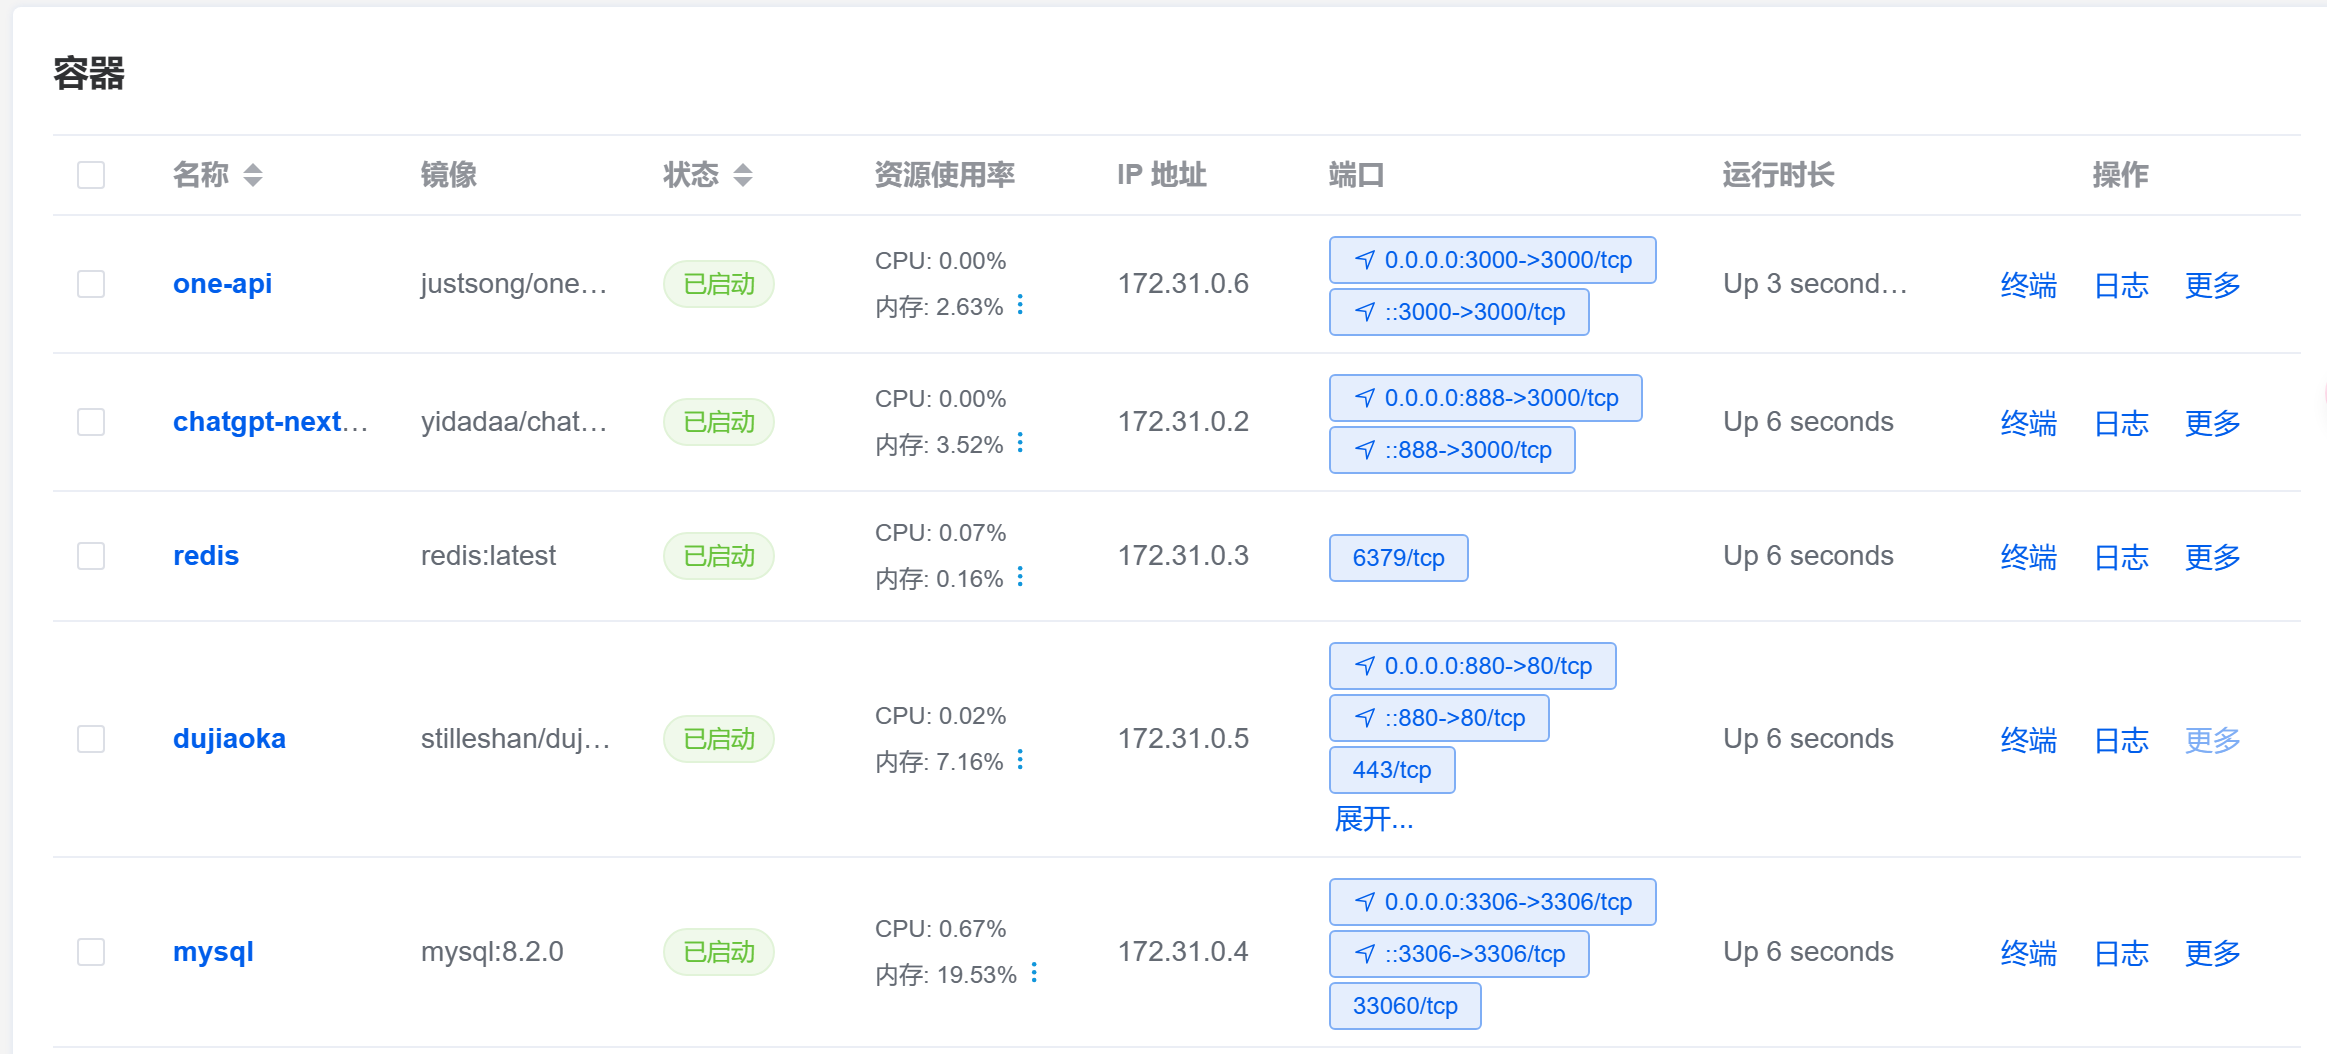 容器
名称 镜像 状态 资源使用率 IP 地址 端口 运行时长 操作
one-api justsong/one… 已启动 CPU: 0.00% 172.31.0.6 0.0.0.0:3000->3000/tcp Up 3 second… 终端 日志 更多
内存: 2.63% ::3000->3000/tcp
chatgpt-next… yidadaa/chat… 已启动 CPU: 0.00% 172.31.0.2 0.0.0.0:888->3000/tcp Up 6 seconds 终端 日志 更多
内存: 3.52% ::888->3000/tcp
redis redis:latest 已启动 CPU: 0.07% 172.31.0.3 6379/tcp Up 6 seconds 终端 日志 更多
内存: 0.16%
dujiaoka stilleshan/duj… 已启动 CPU: 0.02% 172.31.0.5 0.0.0.0:880->80/tcp Up 6 seconds 终端 日志 更多
内存: 7.16% ::880->80/tcp
443/tcp
展开...
mysql mysql:8.2.0 已启动 CPU: 0.67% 172.31.0.4 0.0.0.0:3306->3306/tcp Up 6 seconds 终端 日志 更多
内存: 19.53% ::3306->3306/tcp
33060/tcp